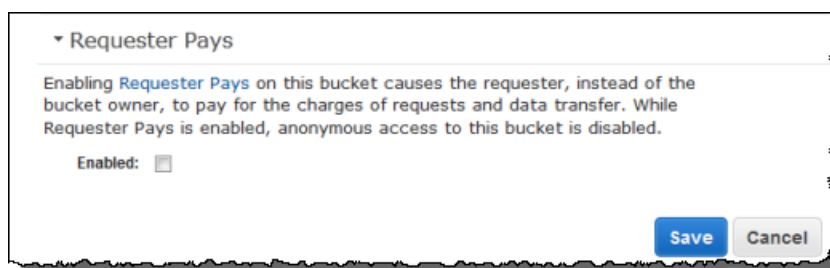 Requester Pays
Enabling Requester Pays on this bucket causes the requester, instead of the
bucket owner, to pay for the charges of requests and data transfer. While
Requester Pays is enabled, anonymous access to this bucket is disabled.
Enabled:
Save Cancel